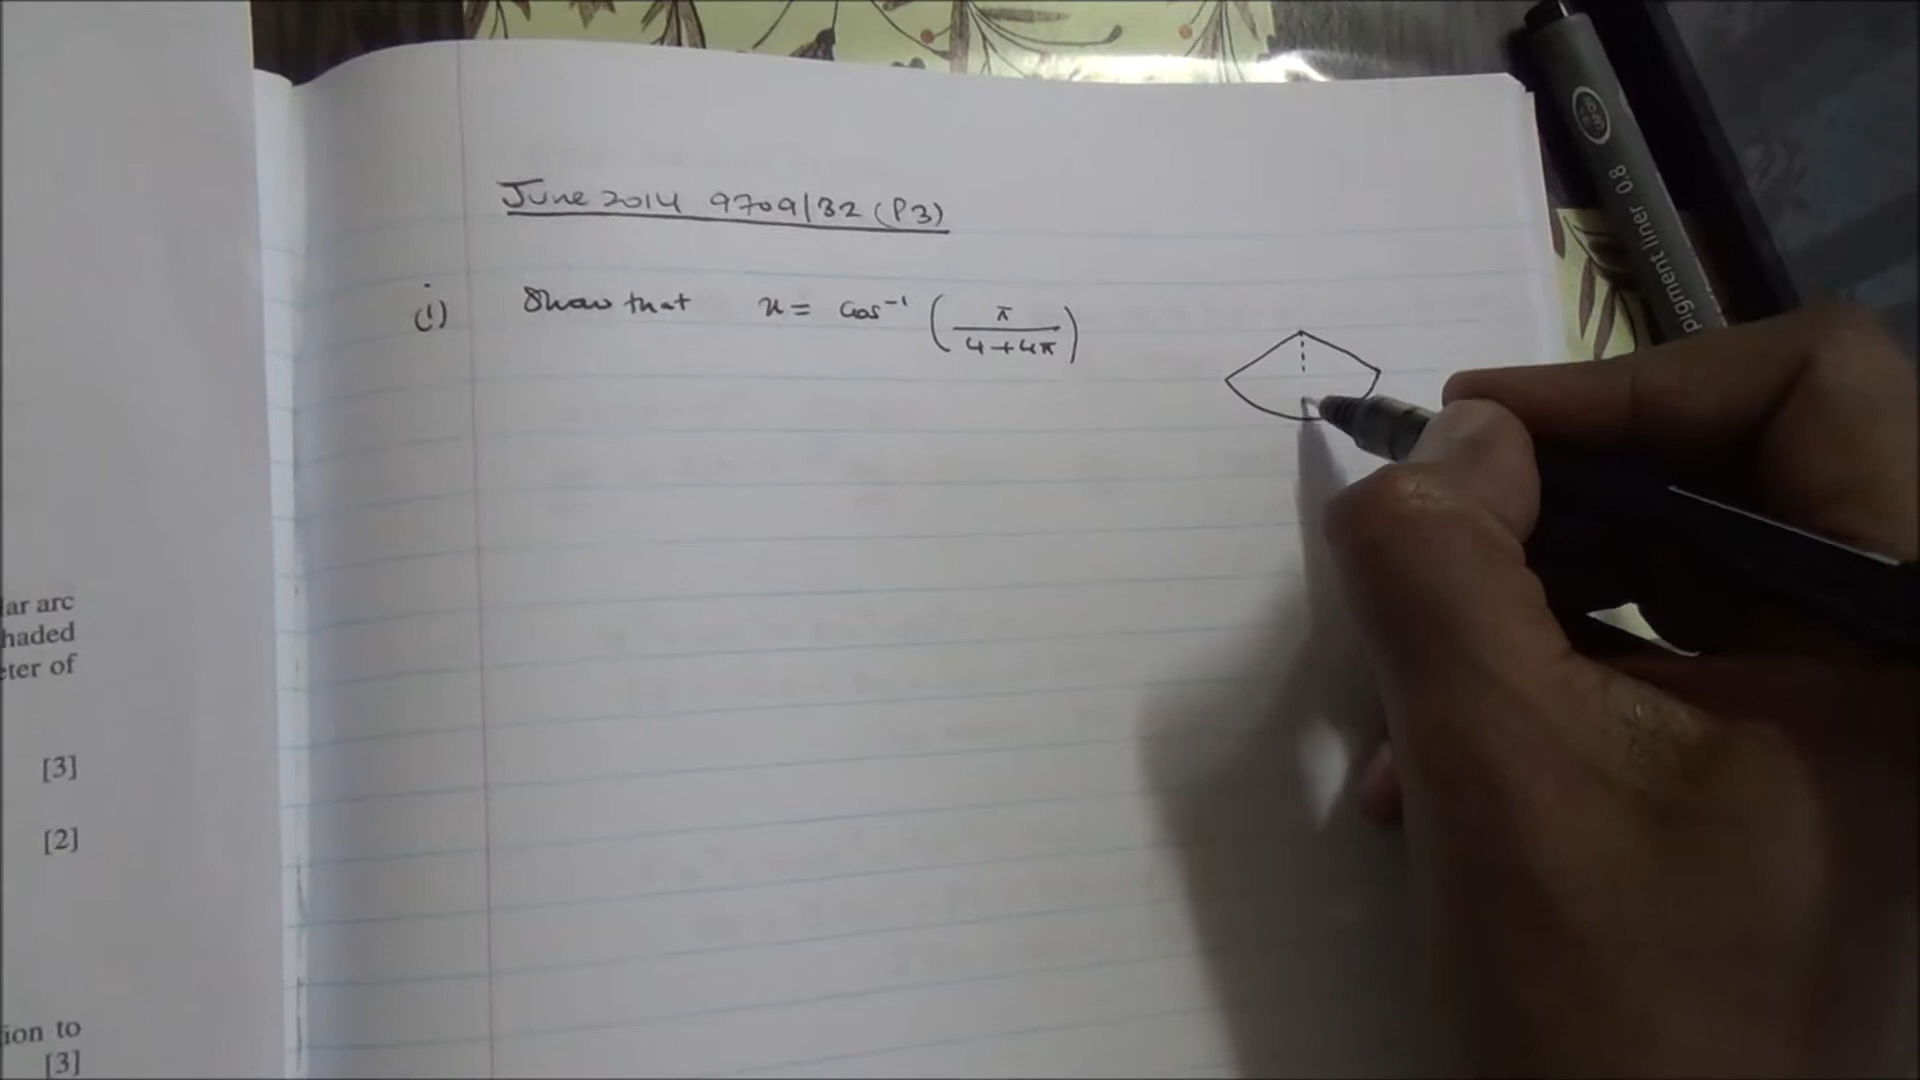 June 2014 9709/32 (P3)
(i) Show that x = cos⁻¹ (π / 4+4π)
lar arc
haded
eter of
[3]
[2]
ion to
[3]
pigment liner 0.8